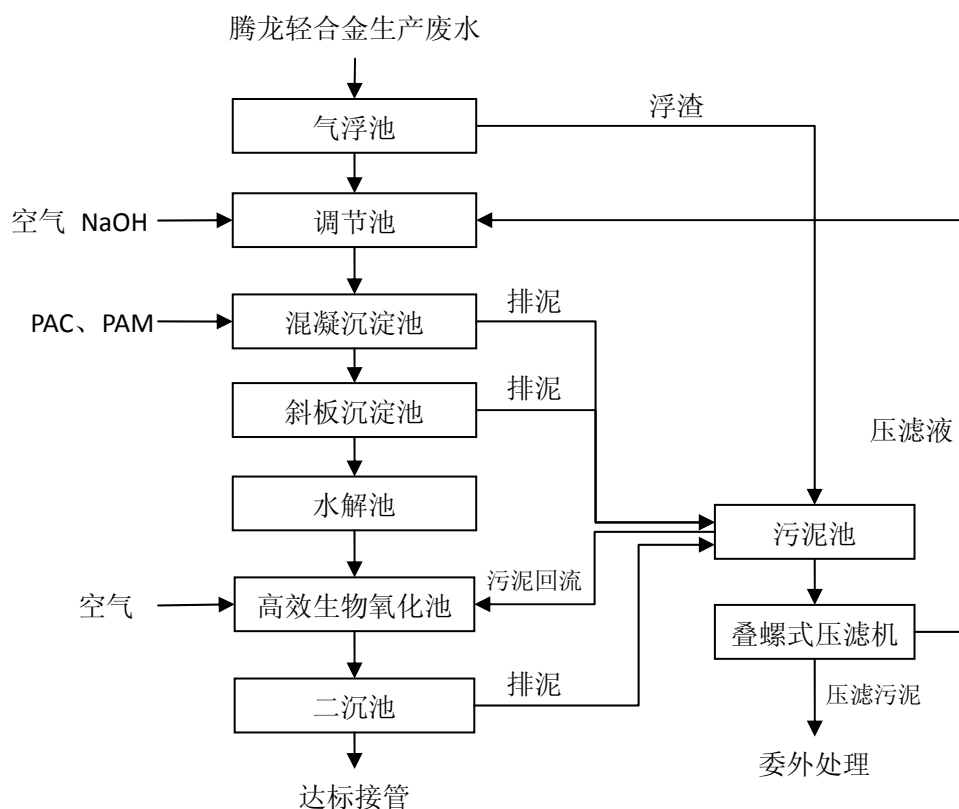 腾龙轻合金生产废水
气浮池
浮渣
空气 NaOH
调节池
PAC、PAM
混凝沉淀池
排泥
斜板沉淀池
排泥
压滤液
水解池
污泥池
污泥回流
空气
高效生物氧化池
叠螺式压滤机
二沉池
排泥
压滤污泥
委外处理
达标接管